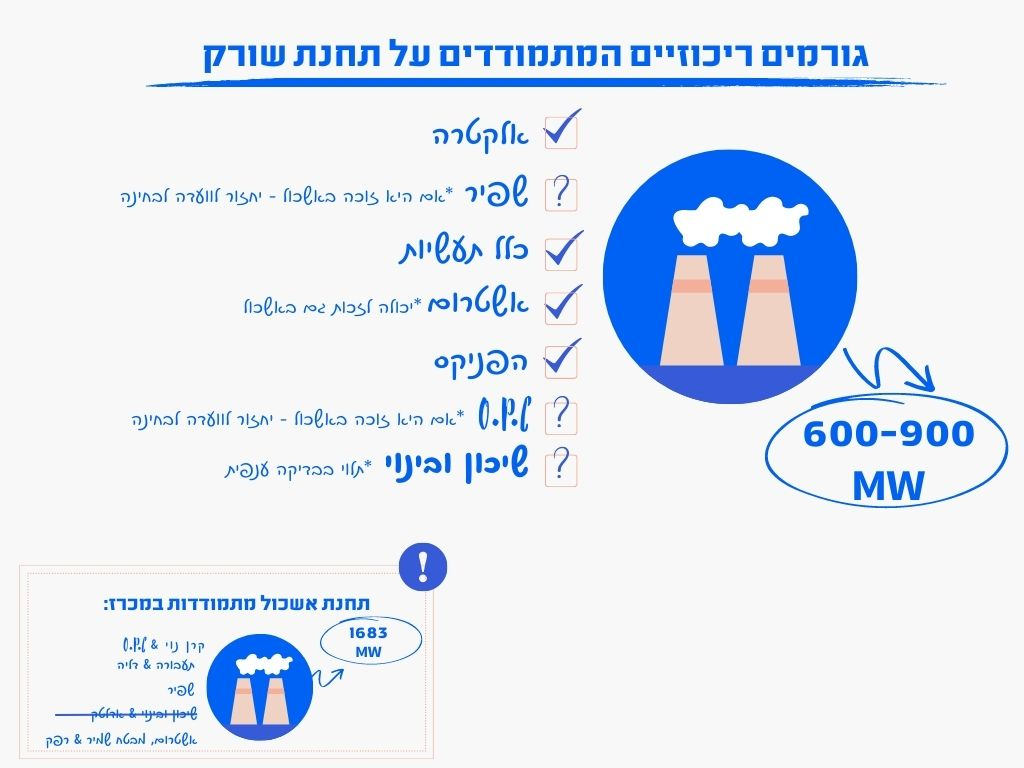 גורמים ריכוזיים המתמודדים על תחנת שורק
אלקטרה
שפיר *אם היא זוכה באשכול - יחזור לוועדה לבחינה
כלל תעשיות
אשטרום *יכולה לזכות גם באשכול
הפניקס
ל.י.ט *אם היא זוכה באשכול - יחזור לוועדה לבחינה
שיכון ובינוי *תלוי בבדיקה ענפית
600-900
MW
!
תחנת אשכול מתמודדות במכרז:
1683
MW
קרן נוי & ל.י.ט
תעבורה & דליה
שפיר
שיכון ובינוי & אדלטק
אשטרום, מבטח שמיר & רפק